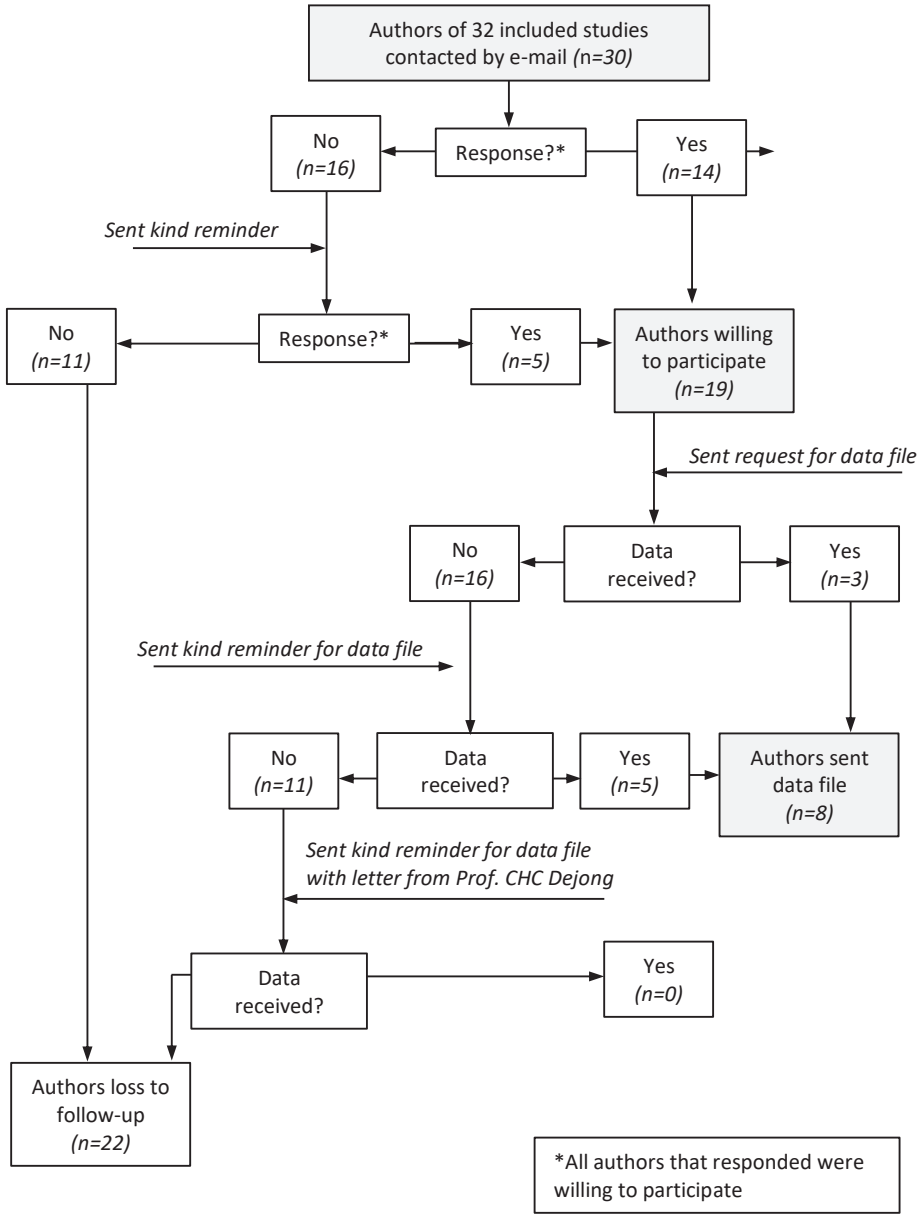 Authors of 32 included studies
contacted by e-mail (n=30)
No
(n=16)
Response?*
Yes
(n=14)
Sent kind reminder
No
(n=11)
Response?*
Yes
(n=5)
Authors willing
to participate
(n=19)
Sent request for data file
No
(n=16)
Data
received?
Yes
(n=3)
Sent kind reminder for data file
No
(n=11)
Data
received?
Yes
(n=5)
Authors sent
data file
(n=8)
Sent kind reminder for data file
with letter from Prof. CHC Dejong
Data
received?
Yes
(n=0)
Authors loss to
follow-up
(n=22)
*All authors that responded were
willing to participate